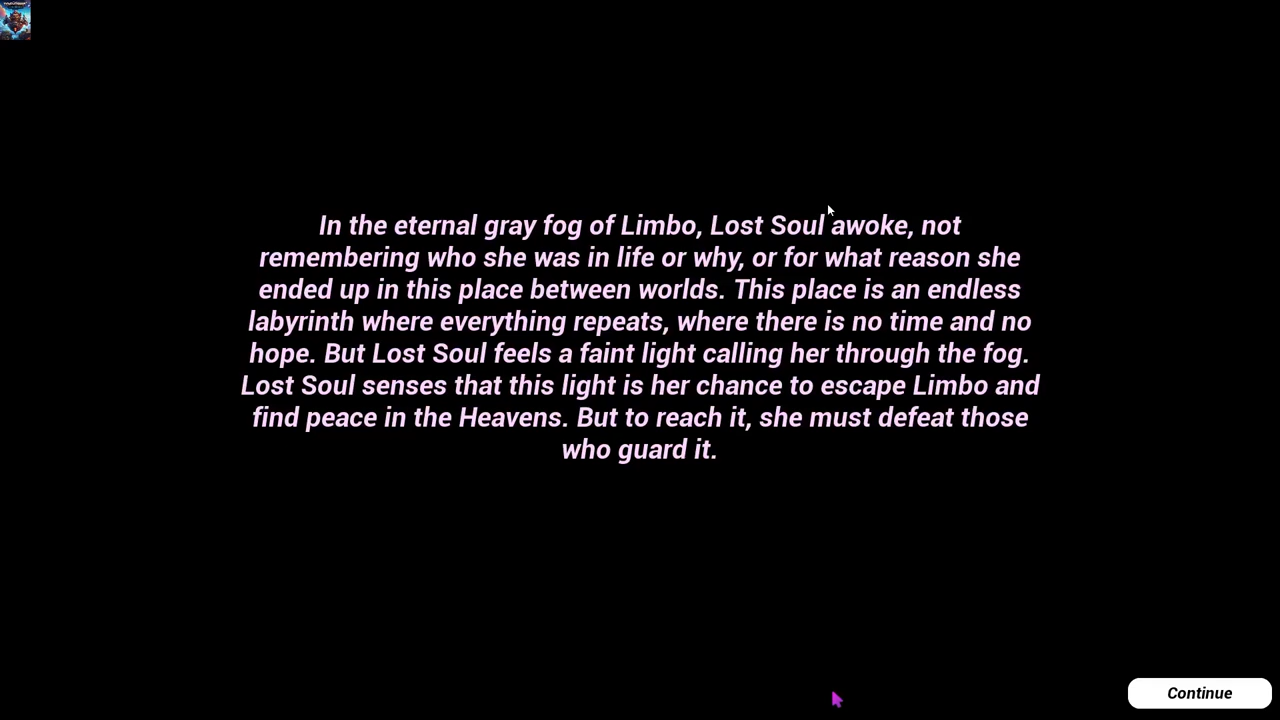 In the eternal gray fog of Limbo, Lost Soul awoke, not
remembering who she was in life or why, or for what reason she
ended up in this place between worlds. This place is an endless
labyrinth where everything repeats, where there is no time and no
hope. But Lost Soul feels a faint light calling her through the fog.
Lost Soul senses that this light is her chance to escape Limbo and
find peace in the Heavens. But to reach it, she must defeat those
who guard it.
Continue